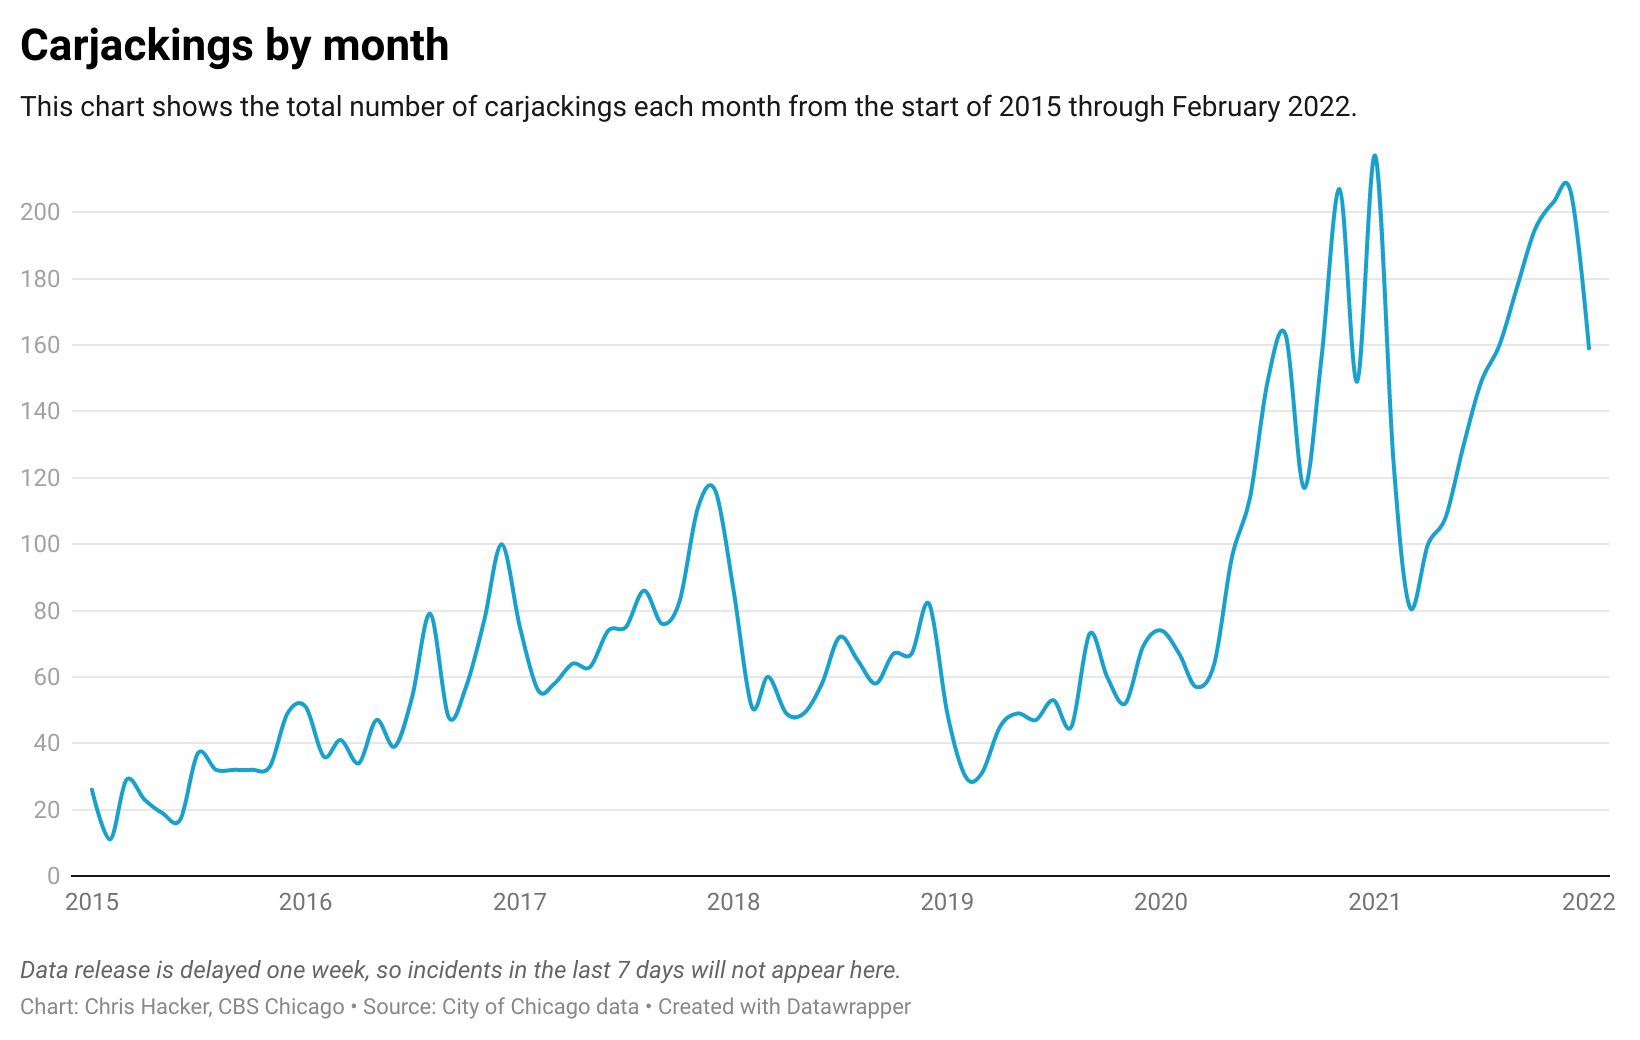 Carjackings by month
This chart shows the total number of carjackings each month from the start of 2015 through February 2022.
200
180
160
140
120
100
80
60
40
20
0
2015 2016 2017 2018 2019 2020 2021 2022
Data release is delayed one week, so incidents in the last 7 days will not appear here.
Chart: Chris Hacker, CBS Chicago • Source: City of Chicago data • Created with Datawrapper